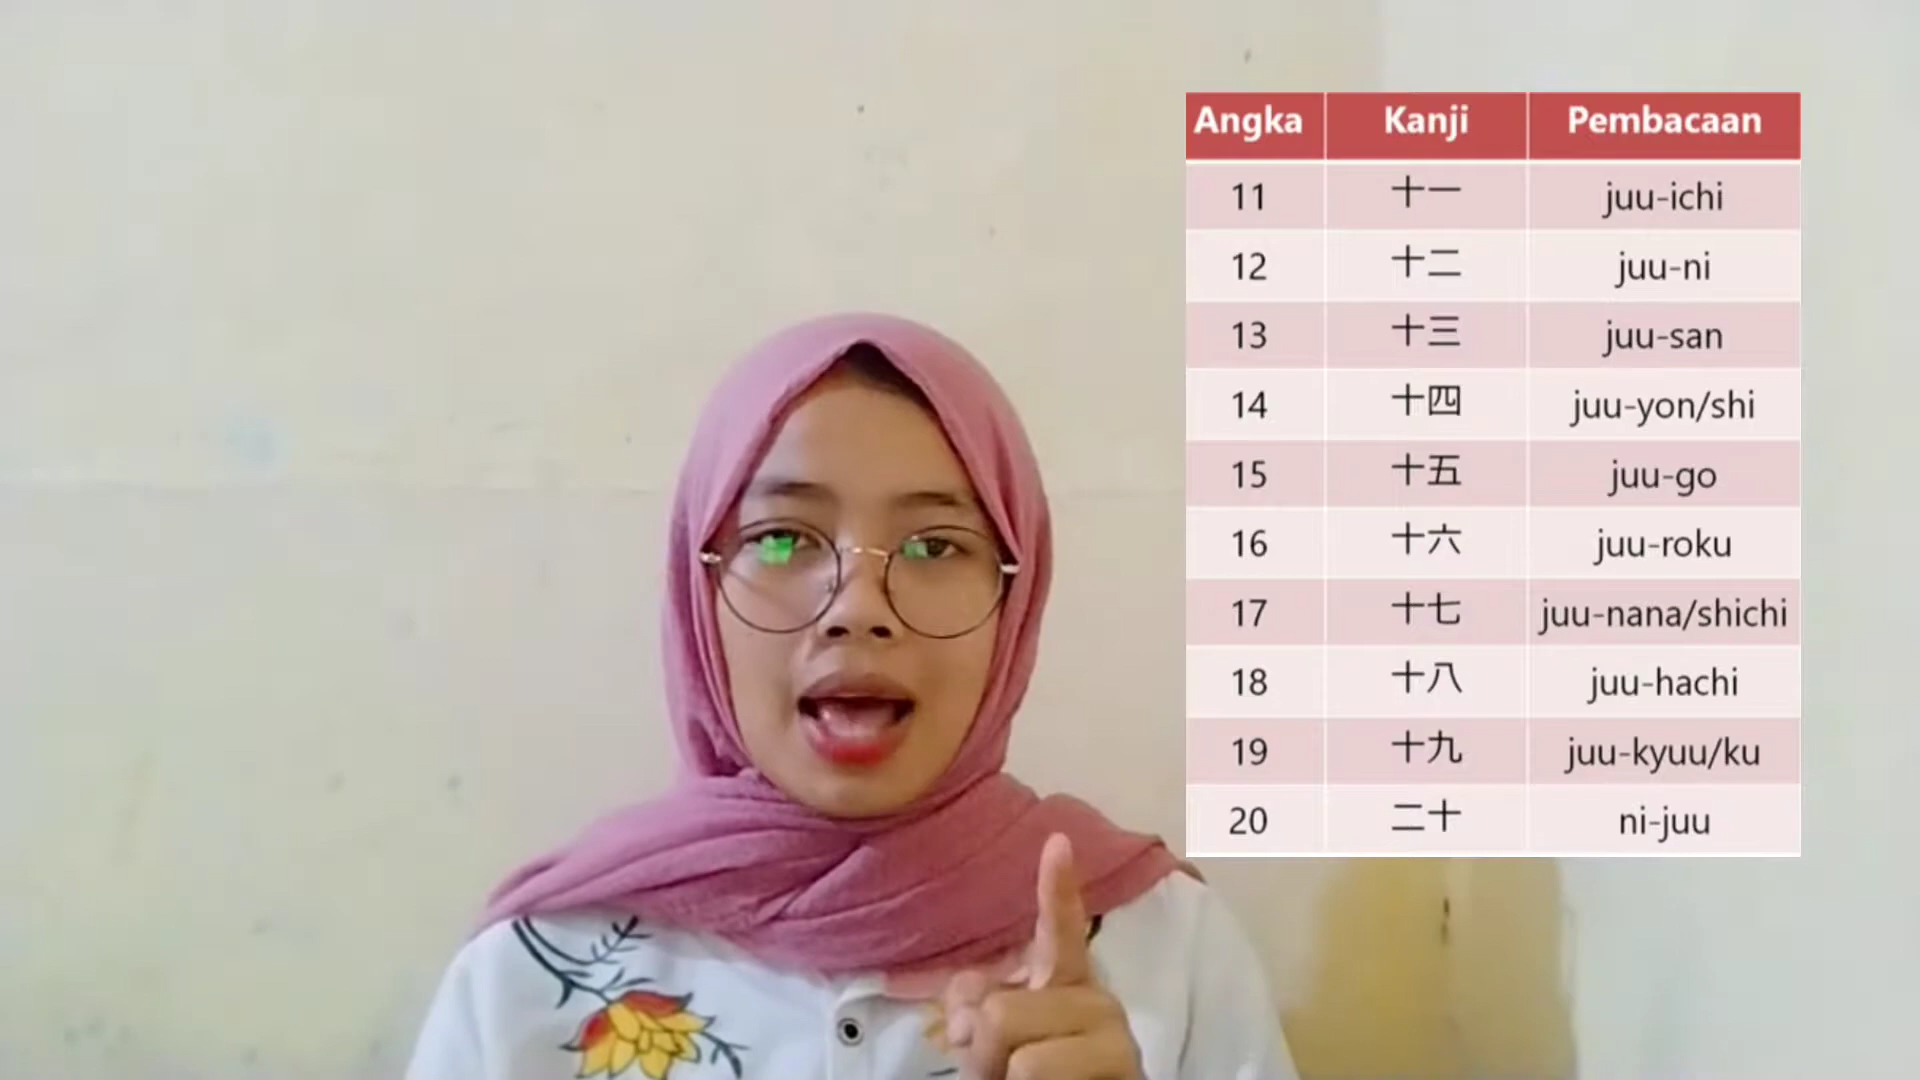 Angka Kanji Pembacaan
11 十一 juu-ichi
12 十二 juu-ni
13 十三 juu-san
14 十四 juu-yon/shi
15 十五 juu-go
16 十六 juu-roku
17 十七 juu-nana/shichi
18 十八 juu-hachi
19 十九 juu-kyuu/ku
20 二十 ni-juu